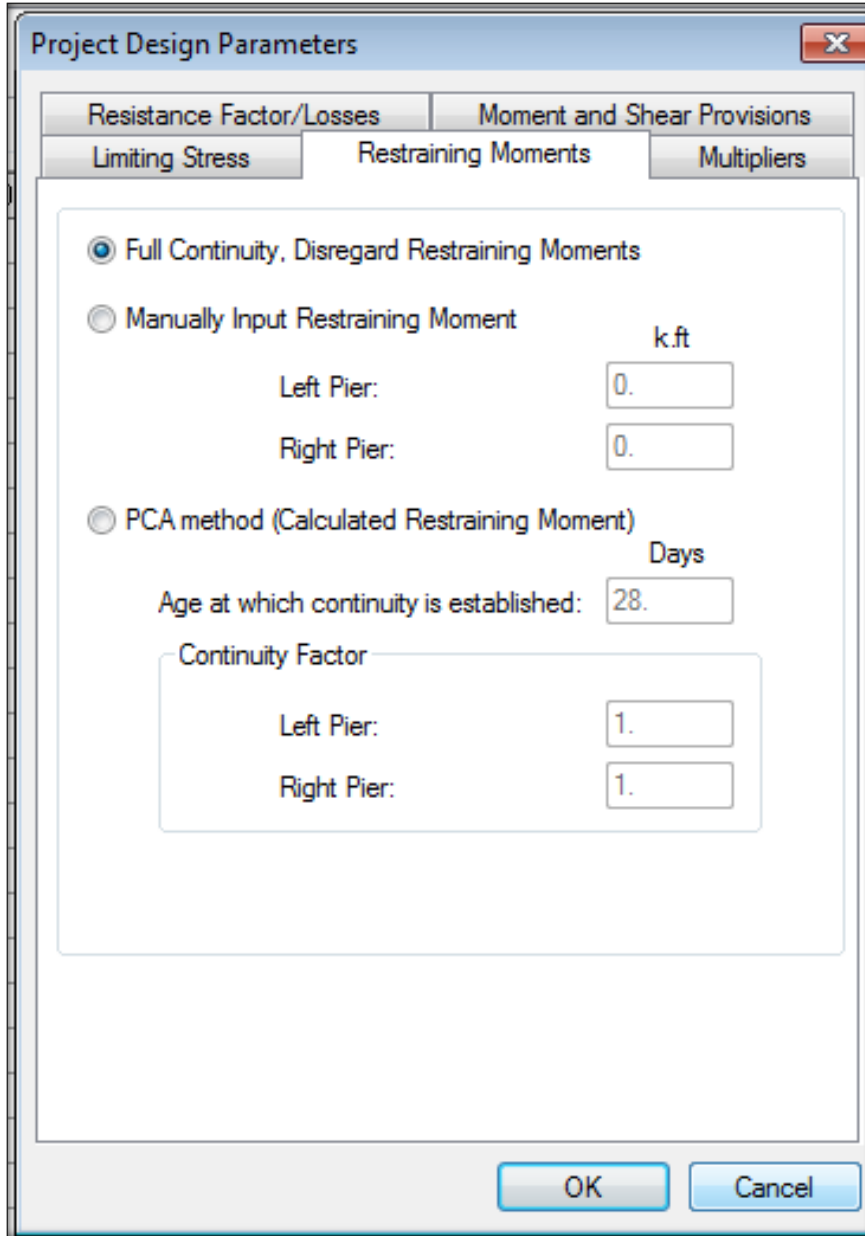 Project Design Parameters
Resistance Factor/Losses Moment and Shear Provisions
Limiting Stress Restraining Moments Multipliers
Full Continuity, Disregard Restraining Moments
Manually Input Restraining Moment
k.ft
Left Pier: 0.
Right Pier: 0.
PCA method (Calculated Restraining Moment)
Days
Age at which continuity is established: 28.
Continuity Factor
Left Pier: 1.
Right Pier: 1.
OK Cancel